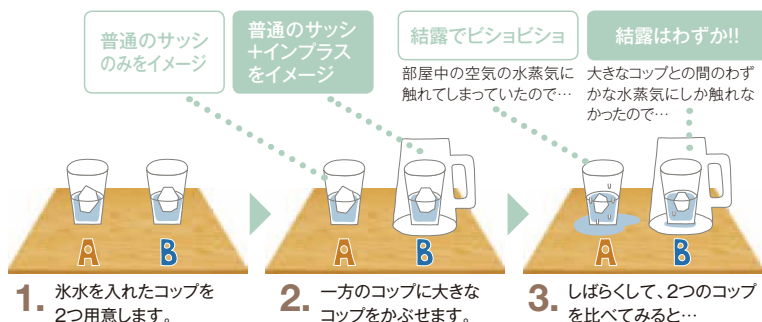 普通のサッシ
のみをイメージ
普通のサッシ
＋インプラス
をイメージ
結露でビショビショ
部屋中の空気の水蒸気に
触れてしまっていたので…
結露はわずか!!
大きなコップとの間のわず
かな水蒸気にしか触れな
かったので…
A
B
A
B
A
B
1. 氷水を入れたコップを
2つ用意します。
2. 一方のコップに大きな
コップをかぶせます。
3. しばらくして、2つのコップ
を比べてみると…